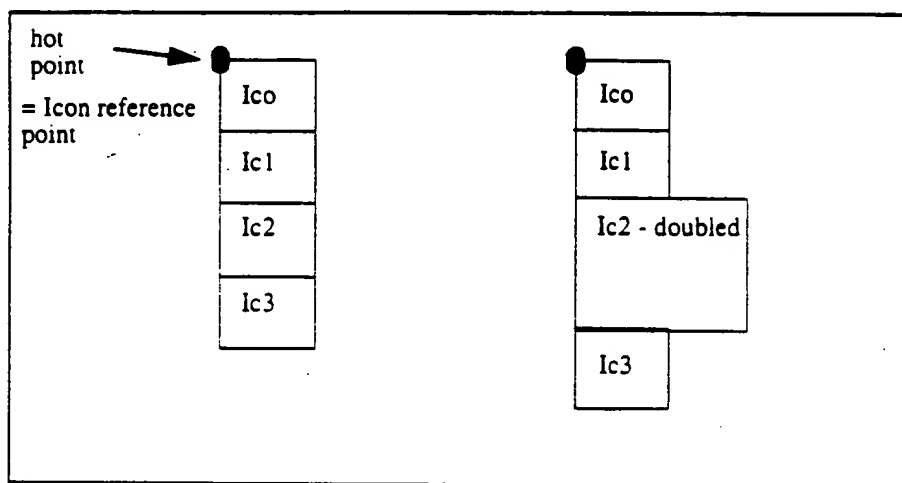 hot
point
= Icon reference
point
Ico
Ic1
Ic2
Ic3
Ico
Ic1
Ic2 - doubled
Ic3